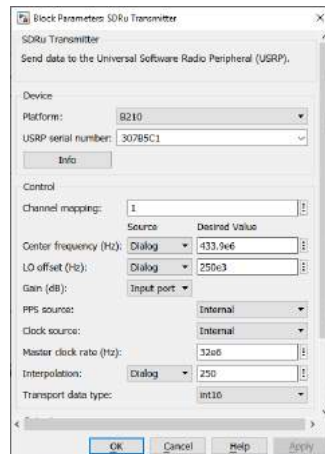 Block Parameters: SDRu Transmitter
SDRu Transmitter
Send data to the Universal Software Radio Peripheral (USRP).
Device
Platform: B210
USRP serial number: 307B5C1
Info
Control
Channel mapping: 1
Source Desired Value
Center frequency (Hz): Dialog 433.9e6
LO offset (Hz): Dialog 250e3
Gain (dB): Input port
PPS source: Internal
Clock source: Internal
Master clock rate (Hz): 32e6
Interpolation: Dialog 250
Transport data type: int16
OK Cancel Help Apply